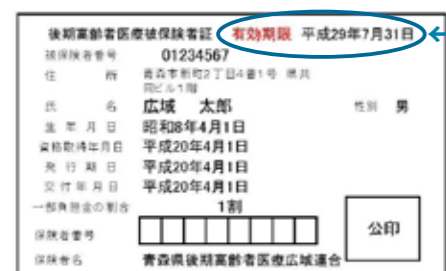 後期高齢者医療被保険者証 有効期限 平成29年7月31日
被保険者番号 01234567
住所 青森市新町2丁目4番1号 県共
同ビル1階
氏名 広域 太郎 性別 男
生年月日 昭和8年4月1日
資格取得年月日 平成20年4月1日
発行期日 平成20年4月1日
交付年月日 平成20年4月1日
一部負担金の割合 1割
保険者番号
公印
保険者名 青森県後期高齢者医療広域連合